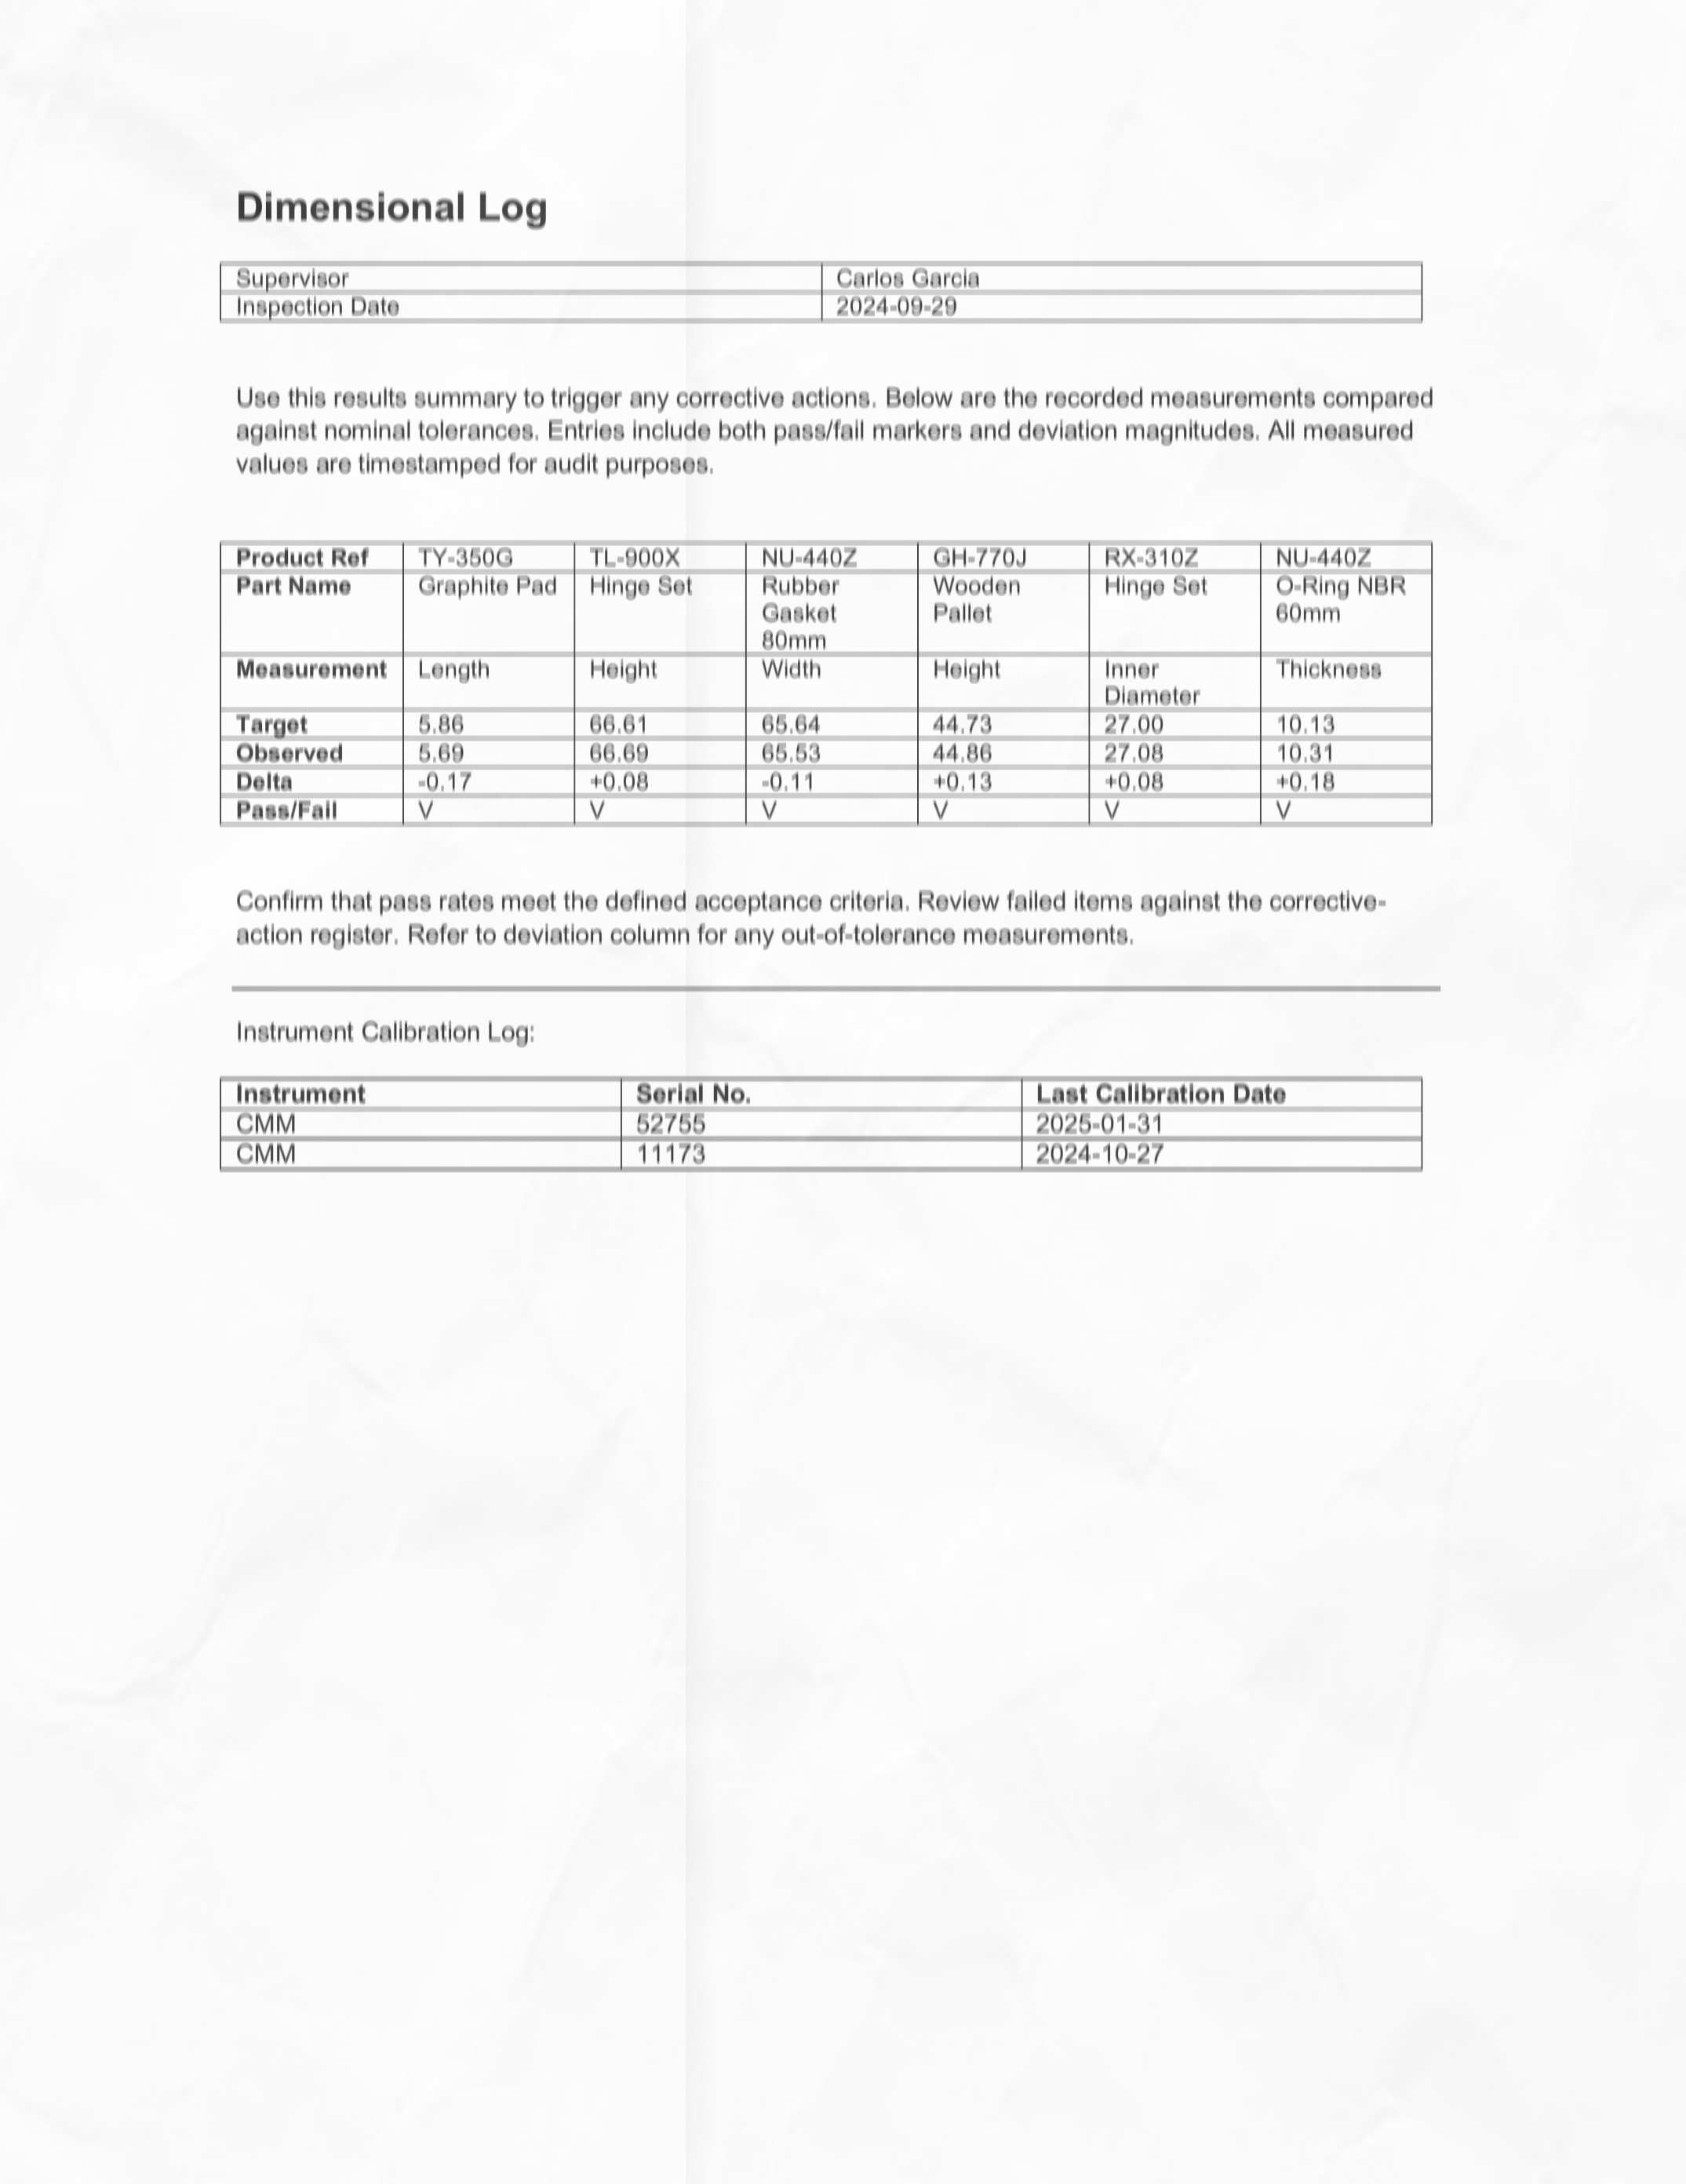 Dimensional Log
Supervisor Carlos Garcia
Inspection Date 2024-09-29
Use this results summary to trigger any corrective actions. Below are the recorded measurements compared
against nominal tolerances. Entries include both pass/fail markers and deviation magnitudes. All measured
values are timestamped for audit purposes.
Product Ref TY-350G TL-900X NU-440Z GH-770J RX-310Z NU-440Z
Part Name Graphite Pad Hinge Set Rubber Wooden Hinge Set O-Ring NBR
Gasket Pallet 60mm
80mm
Measurement Length Height Width Height Inner Thickness
Diameter
Target 5.86 66.61 65.64 44.73 27.00 10.13
Observed 5.69 66.69 65.53 44.86 27.08 10.31
Delta -0.17 +0.08 -0.11 +0.13 +0.08 +0.18
Pass/Fail V V V V V V
Confirm that pass rates meet the defined acceptance criteria. Review failed items against the corrective-
action register. Refer to deviation column for any out-of-tolerance measurements.
Instrument Calibration Log:
Instrument Serial No. Last Calibration Date
CMM 52755 2025-01-31
CMM 11173 2024-10-27